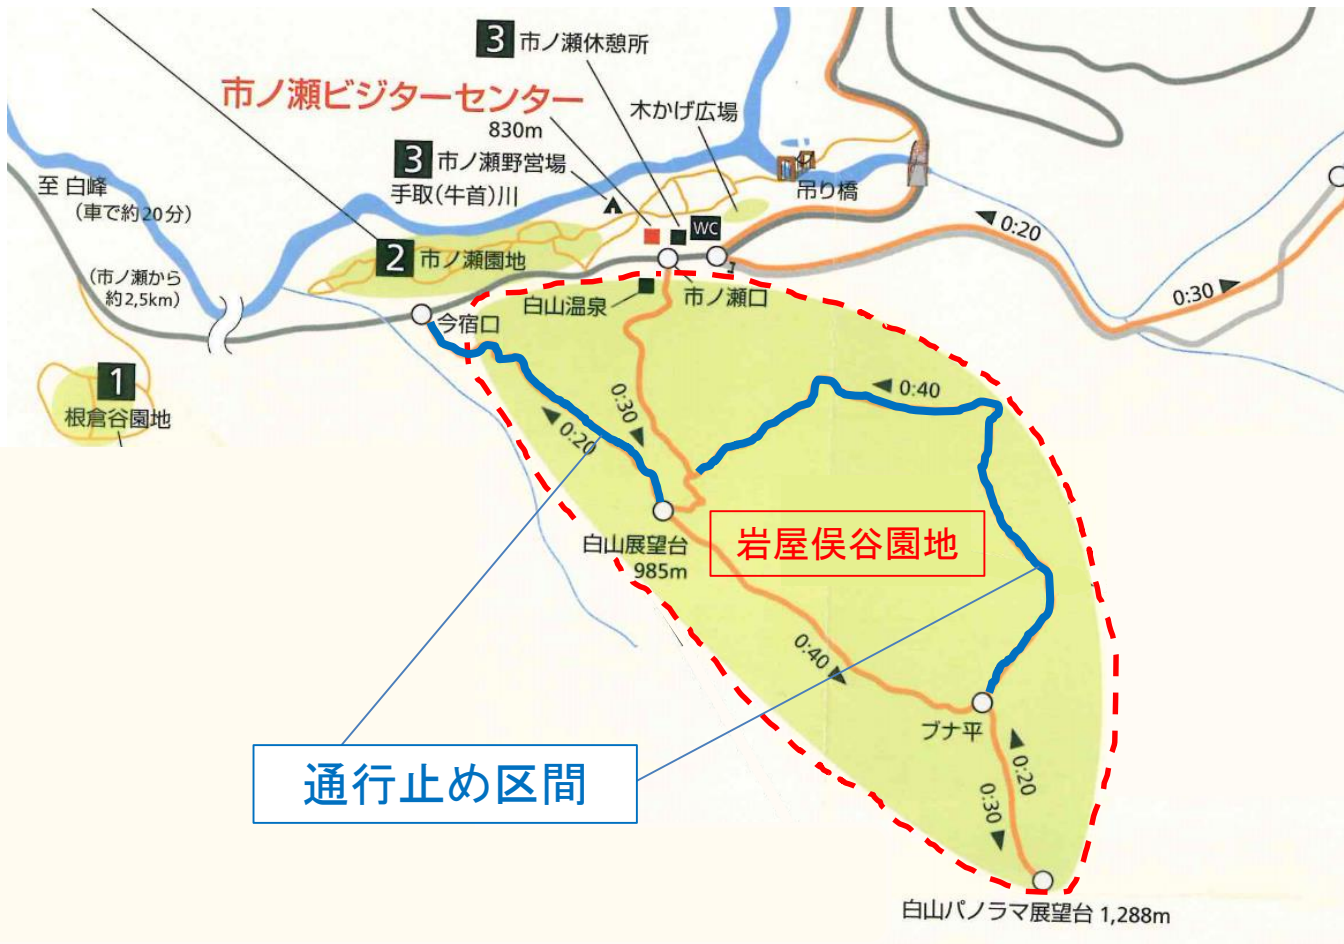 3 市ノ瀬休憩所
市ノ瀬ビジターセンター
830m
木かげ広場
3 市ノ瀬野営場
手取(牛首)川
至 白峰
(車で約20分)
吊り橋
WC
0:20
2 市ノ瀬園地
(市ノ瀬から
約2,5km)
0:30
白山温泉
市ノ瀬口
今宿口
1
根倉谷園地
0:30
0:40
0:20
白山展望台
985m
岩屋俣谷園地
0:40
ブナ平
通行止め区間
0:20
0:30
白山パノラマ展望台 1,288m